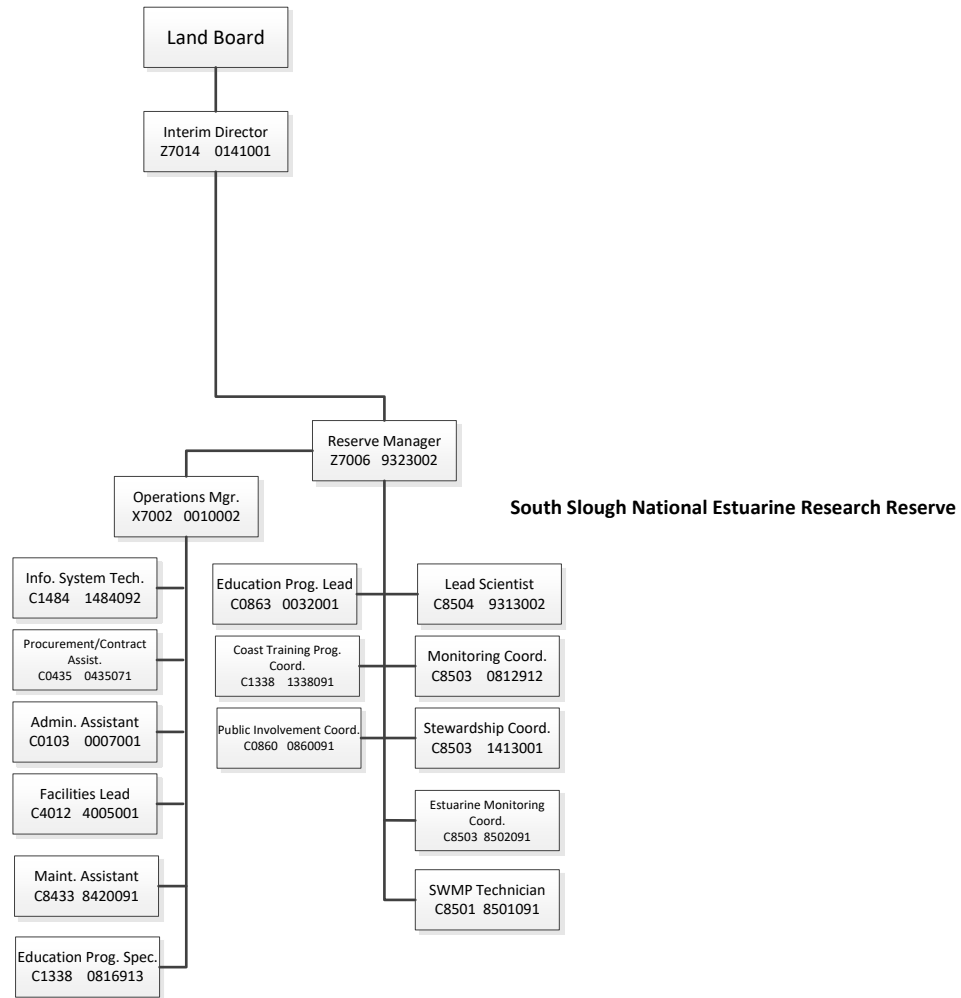 Land Board
Interim Director
Z7014 0141001
Reserve Manager
Z7006 9323002
Operations Mgr.
X7002 0010002
South Slough National Estuarine Research Reserve
Info. System Tech.
C1484 1484092
Procurement/Contract
Assist.
C0435 0435071
Admin. Assistant
C0103 0007001
Facilities Lead
C4012 4005001
Maint. Assistant
C8433 8420091
Education Prog. Spec.
C1338 0816913
Education Prog. Lead
C0863 0032001
Coast Training Prog.
Coord.
C1338 1338091
Public Involvement Coord.
C0860 0860091
Lead Scientist
C8504 9313002
Monitoring Coord.
C8503 0812912
Stewardship Coord.
C8503 1413001
Estuarine Monitoring
Coord.
C8503 8502091
SWMP Technician
C8501 8501091